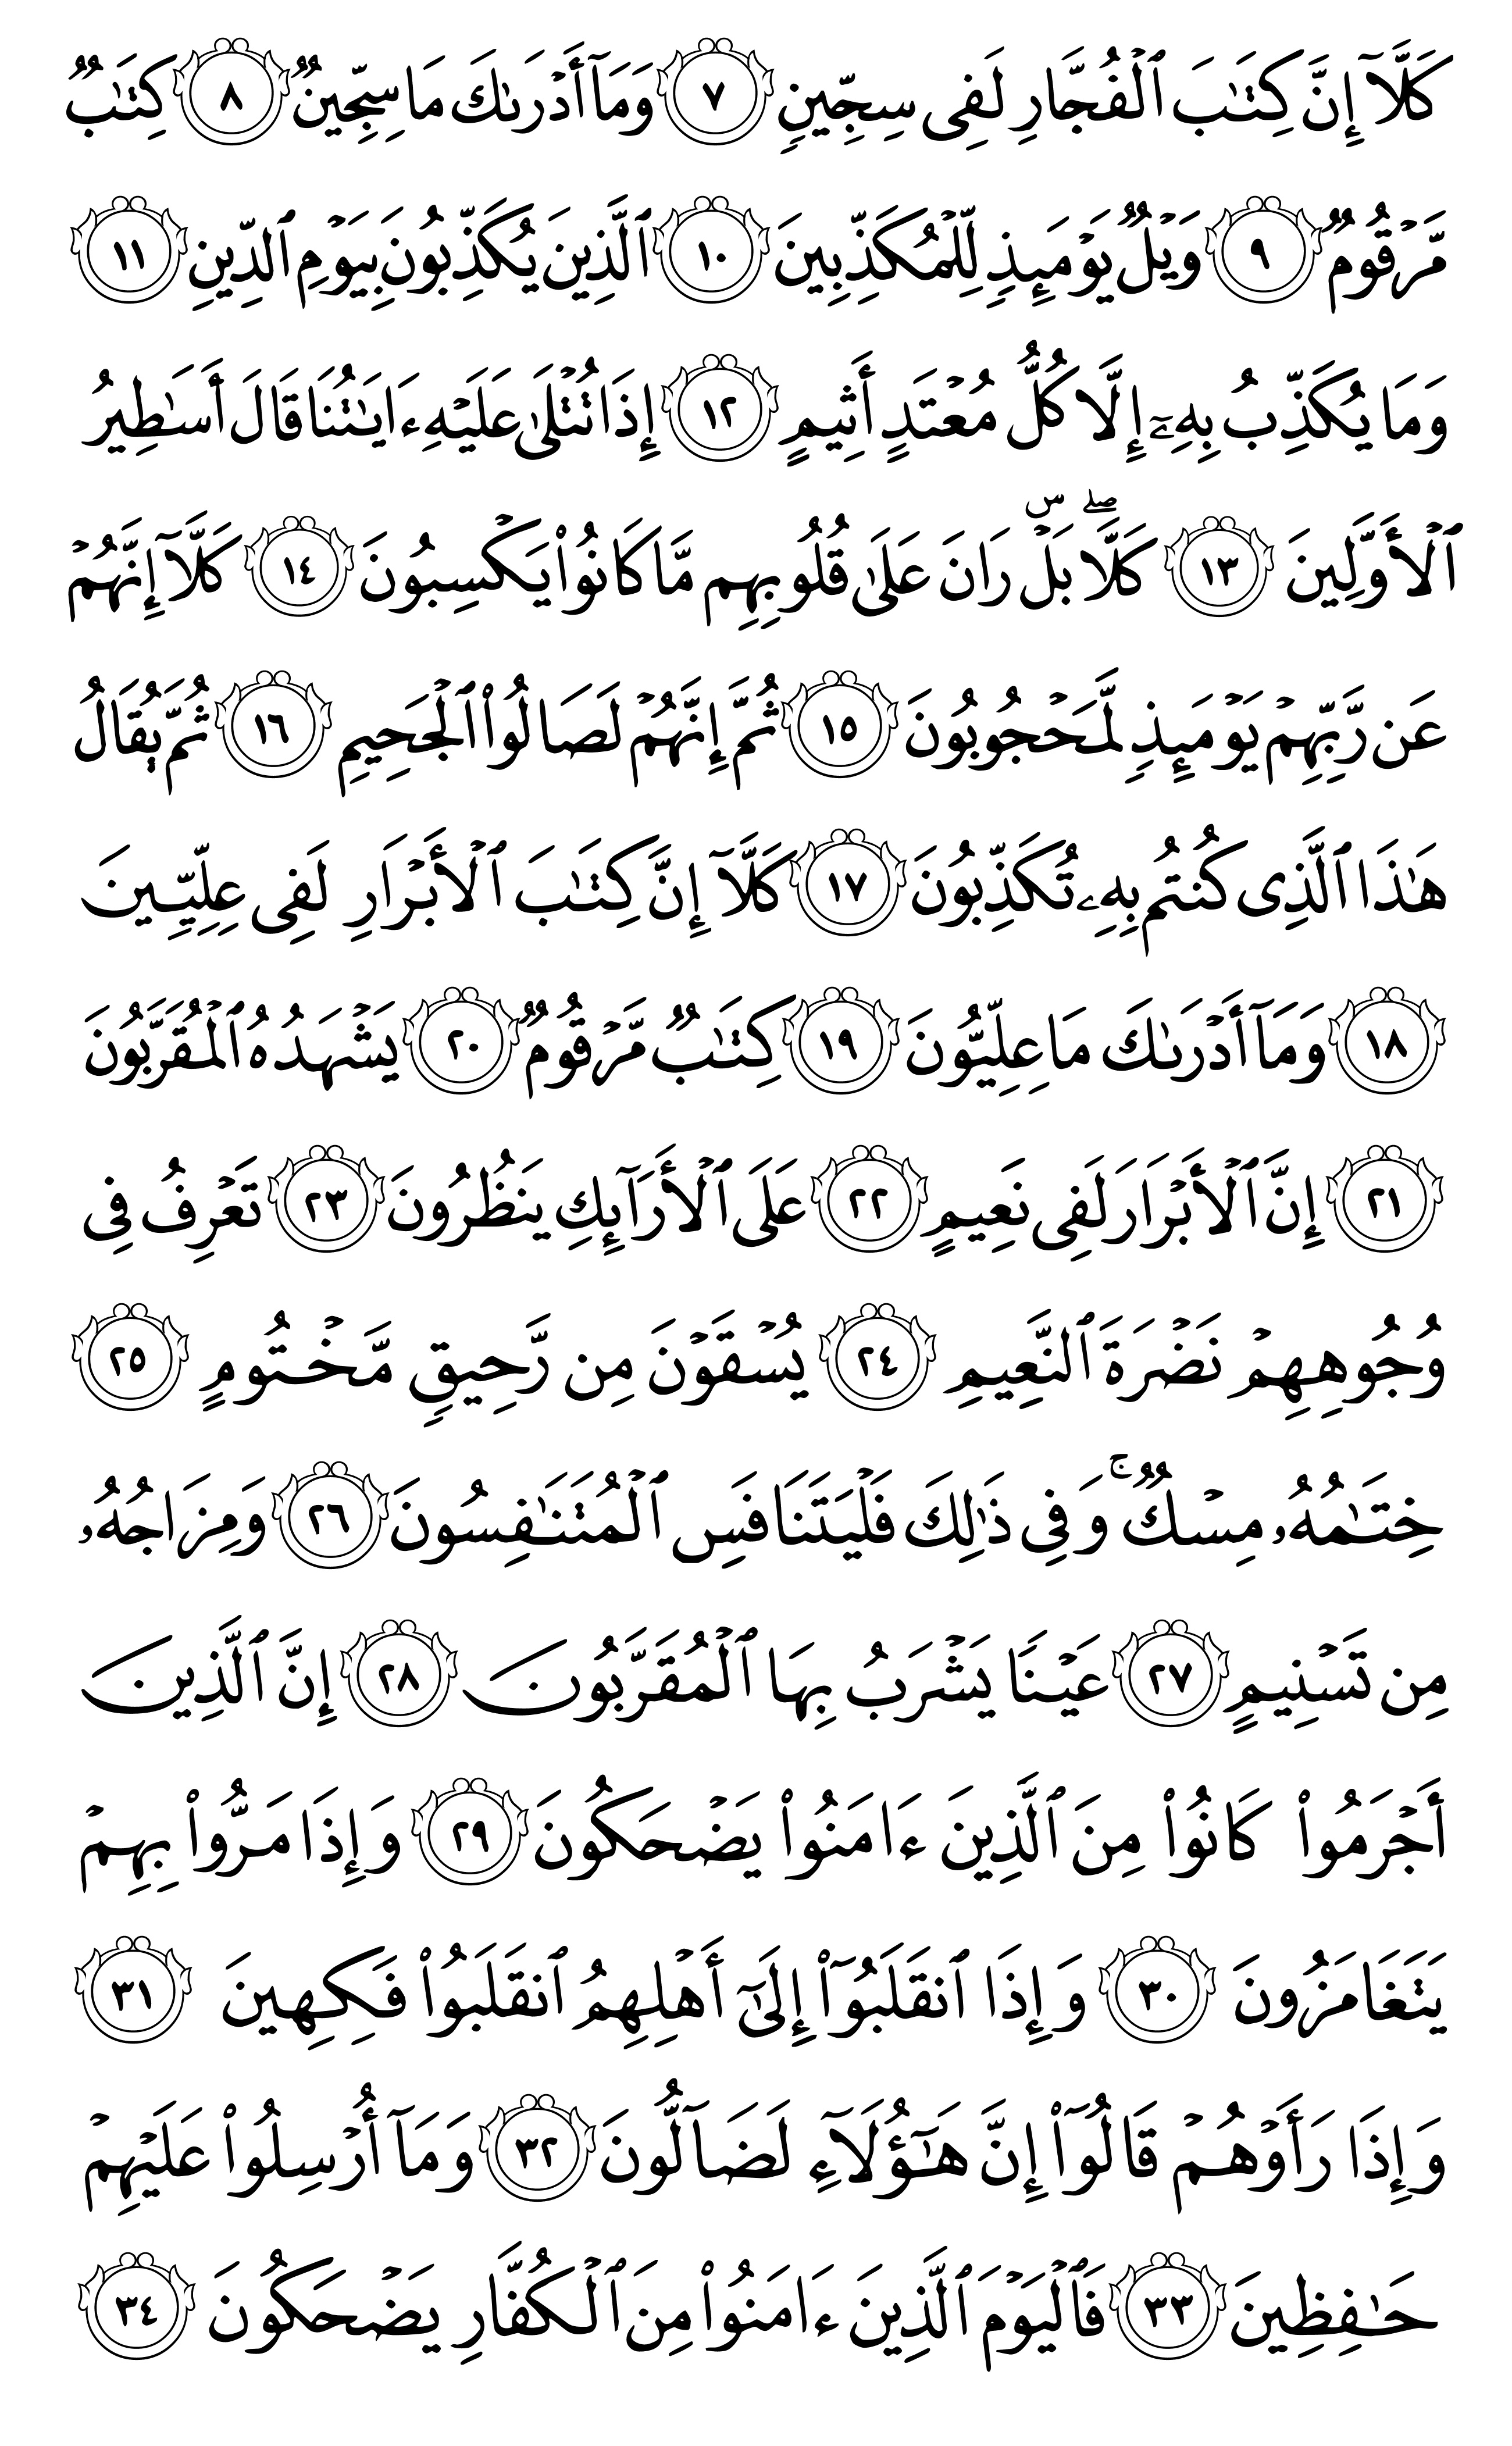 كَلَّآ إِنَّ كِتَٰبَ ٱلْفُجَّارِ لَفِى سِجِّينٍ ٧ وَمَآ أَدْرَىٰكَ مَا سِجِّينٌ ٨ كِتَٰبٌ
مَّرْقُومٌ ٩ وَيْلٌ يَوْمَئِذٍ لِّلْمُكَذِّبِينَ ١٠ ٱلَّذِينَ يُكَذِّبُونَ بِيَوْمِ ٱلدِّينِ ١١
وَمَا يُكَذِّبُ بِهِۦٓ إِلَّا كُلُّ مُعْتَدٍ أَثِيمٍ ١٢ إِذَا تُتْلَىٰ عَلَيْهِ ءَايَٰتُنَا قَالَ أَسَٰطِيرُ
ٱلْأَوَّلِينَ ١٣ كَلَّا ۖ بَلْ ۜ رَانَ عَلَىٰ قُلُوبِهِم مَّا كَانُوا۟ يَكْسِبُونَ ١٤ كَلَّآ إِنَّهُمْ
عَن رَّبِّهِمْ يَوْمَئِذٍ لَّمَحْجُوبُونَ ١٥ ثُمَّ إِنَّهُمْ لَصَالُوا۟ ٱلْجَحِيمِ ١٦ ثُمَّ يُقَالُ
هَٰذَا ٱلَّذِى كُنتُم بِهِۦ تُكَذِّبُونَ ١٧ كَلَّآ إِنَّ كِتَٰبَ ٱلْأَبْرَارِ لَفِى عِلِّيِّينَ
١٨ وَمَآ أَدْرَىٰكَ مَا عِلِّيُّونَ ١٩ كِتَٰبٌ مَّرْقُومٌ ٢٠ يَشْهَدُهُ ٱلْمُقَرَّبُونَ
٢١ إِنَّ ٱلْأَبْرَارَ لَفِى نَعِيمٍ ٢٢ عَلَى ٱلْأَرَآئِكِ يَنظُرُونَ ٢٣ تَعْرِفُ فِى
وُجُوهِهِمْ نَضْرَةَ ٱلنَّعِيمِ ٢٤ يُسْقَوْنَ مِن رَّحِيقٍ مَّخْتُومٍ ٢٥
خِتَٰمُهُۥ مِسْكٌ ۚ وَفِى ذَٰلِكَ فَلْيَتَنَافَسِ ٱلْمُتَنَٰفِسُونَ ٢٦ وَمِزَاجُهُۥ
مِن تَسْنِيمٍ ٢٧ عَيْنًا يَشْرَبُ بِهَا ٱلْمُقَرَّبُونَ ٢٨ إِنَّ ٱلَّذِينَ
أَجْرَمُوا۟ كَانُوا۟ مِنَ ٱلَّذِينَ ءَامَنُوا۟ يَضْحَكُونَ ٢٩ وَإِذَا مَرُّوا۟ بِهِمْ
يَتَغَامَزُونَ ٣٠ وَإِذَا ٱنقَلَبُوٓا۟ إِلَىٰٓ أَهْلِهِمُ ٱنقَلَبُوا۟ فَكِهِينَ ٣١
وَإِذَا رَأَوْهُمْ قَالُوٓا۟ إِنَّ هَٰٓؤُلَآءِ لَضَآلُّونَ ٣٢ وَمَآ أُرْسِلُوا۟ عَلَيْهِمْ
حَٰفِظِينَ ٣٣ فَٱلْيَوْمَ ٱلَّذِينَ ءَامَنُوا۟ مِنَ ٱلْكُفَّارِ يَضْحَكُونَ ٣٤